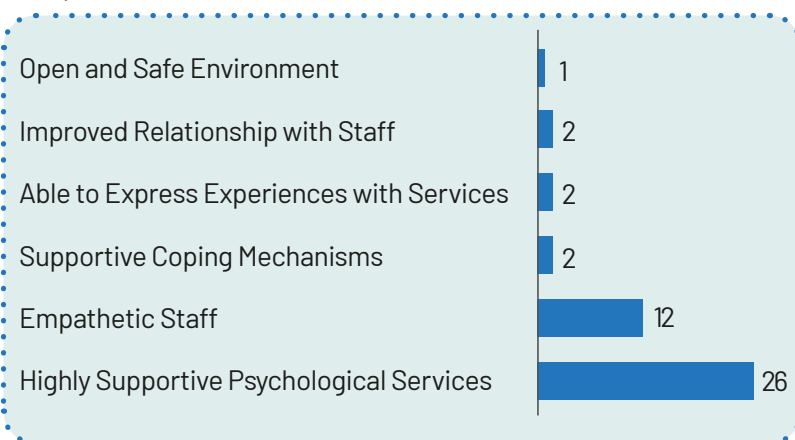 Open and Safe Environment 1
Improved Relationship with Staff 2
Able to Express Experiences with Services 2
Supportive Coping Mechanisms 2
Empathetic Staff 12
Highly Supportive Psychological Services 26